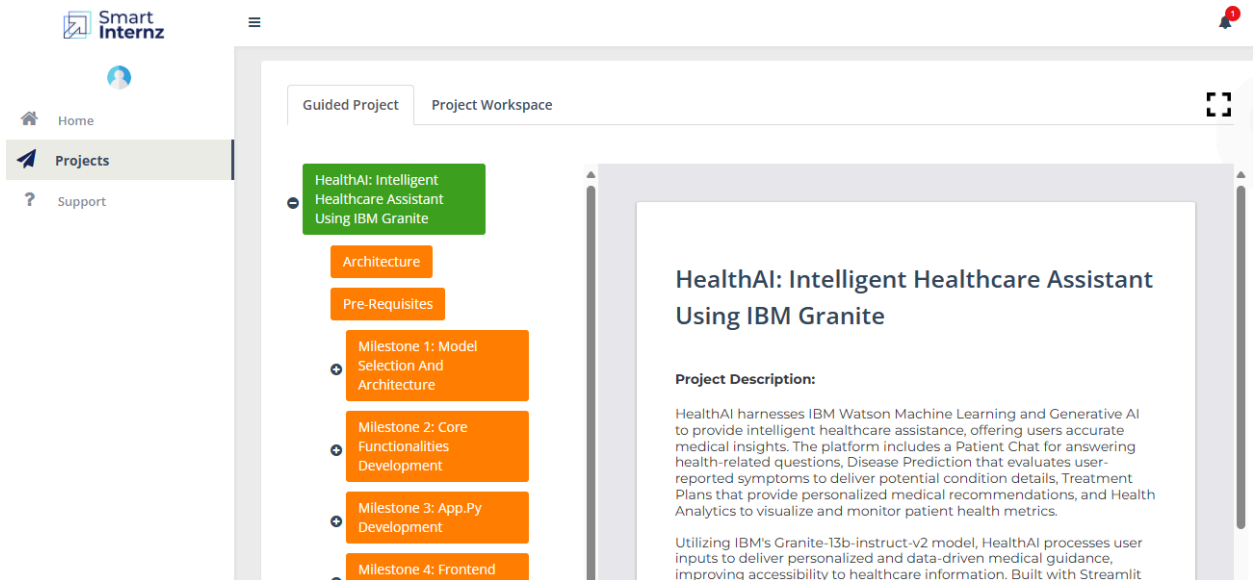 Smart
Internz
1
Home
Projects
Support
Guided Project
Project Workspace
HealthAI: Intelligent
Healthcare Assistant
Using IBM Granite
Architecture
Pre-Requisites
Milestone 1: Model
Selection And
Architecture
Milestone 2: Core
Functionalities
Development
Milestone 3: App.Py
Development
Milestone 4: Frontend
HealthAI: Intelligent Healthcare Assistant
Using IBM Granite
Project Description:
HealthAI harnesses IBM Watson Machine Learning and Generative AI
to provide intelligent healthcare assistance, offering users accurate
medical insights. The platform includes a Patient Chat for answering
health-related questions, Disease Prediction that evaluates user-
reported symptoms to deliver potential condition details, Treatment
Plans that provide personalized medical recommendations, and Health
Analytics to visualize and monitor patient health metrics.
Utilizing IBM's Granite-13b-instruct-v2 model, HealthAI processes user
inputs to deliver personalized and data-driven medical guidance,
improving accessibility to healthcare information. Built with Streamlit